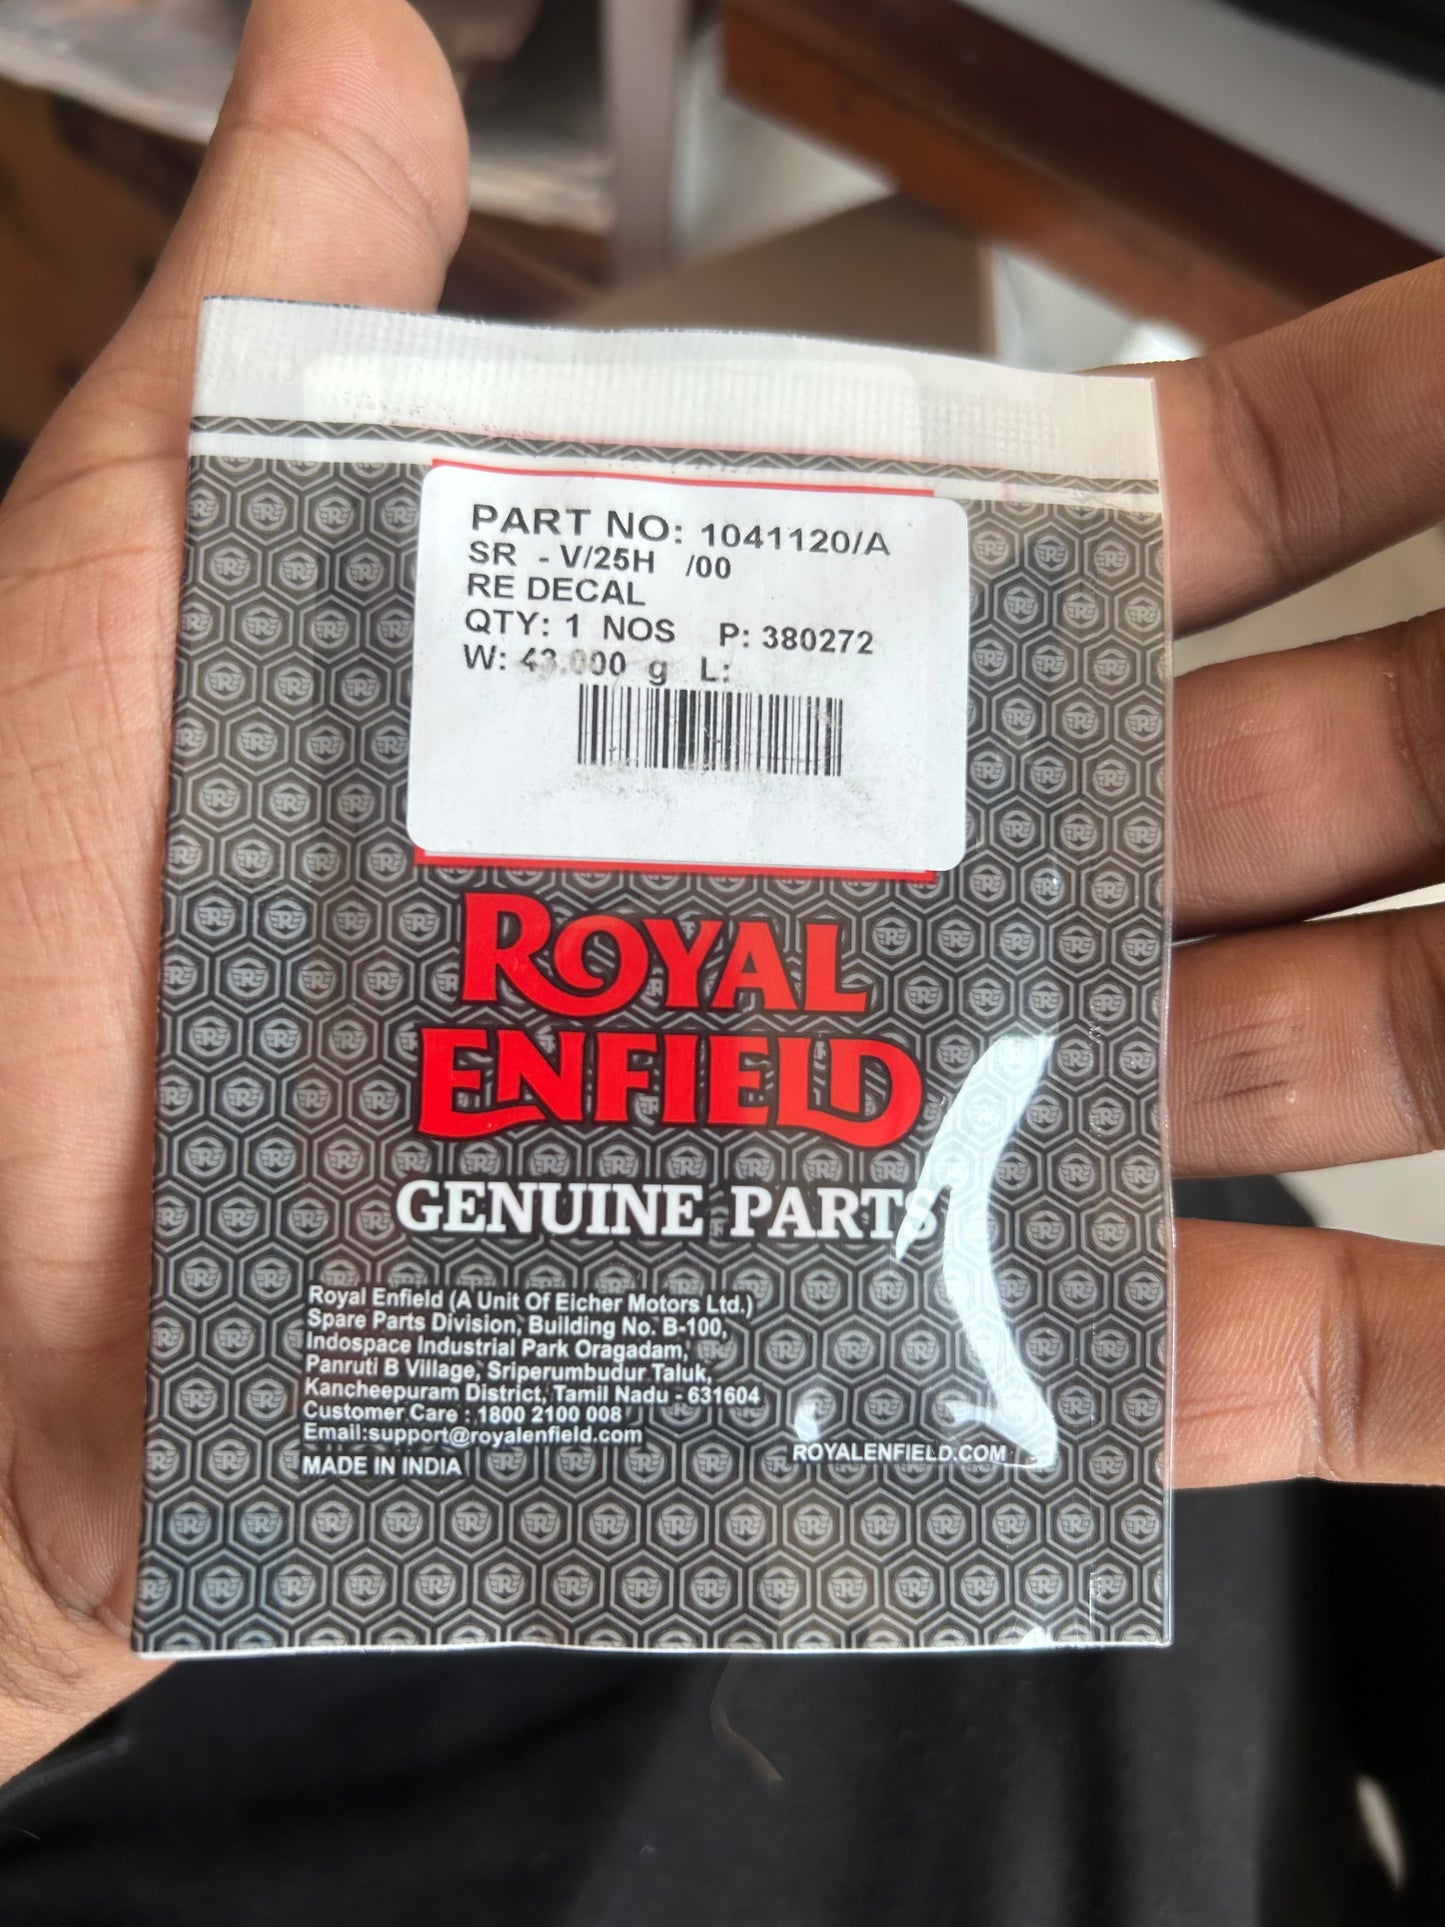 PART NO: 1041120/A
SR - V/25H /00
RE DECAL
QTY: 1 NOS P: 380272
W: 43.000 g L:
ROYAL
ENFIELD
GENUINE PARTS
Royal Enfield (A Unit Of Eicher Motors Ltd.)
Spare Parts Division, Building No. B-100,
Indospace Industrial Park Oragadam,
Panruti B Village, Sriperumbudur Taluk,
Kancheepuram District, Tamil Nadu - 631604
Customer Care : 1800 2100 008
Email:support@royalenfield.com
MADE IN INDIA
ROYALENFIELD.COM